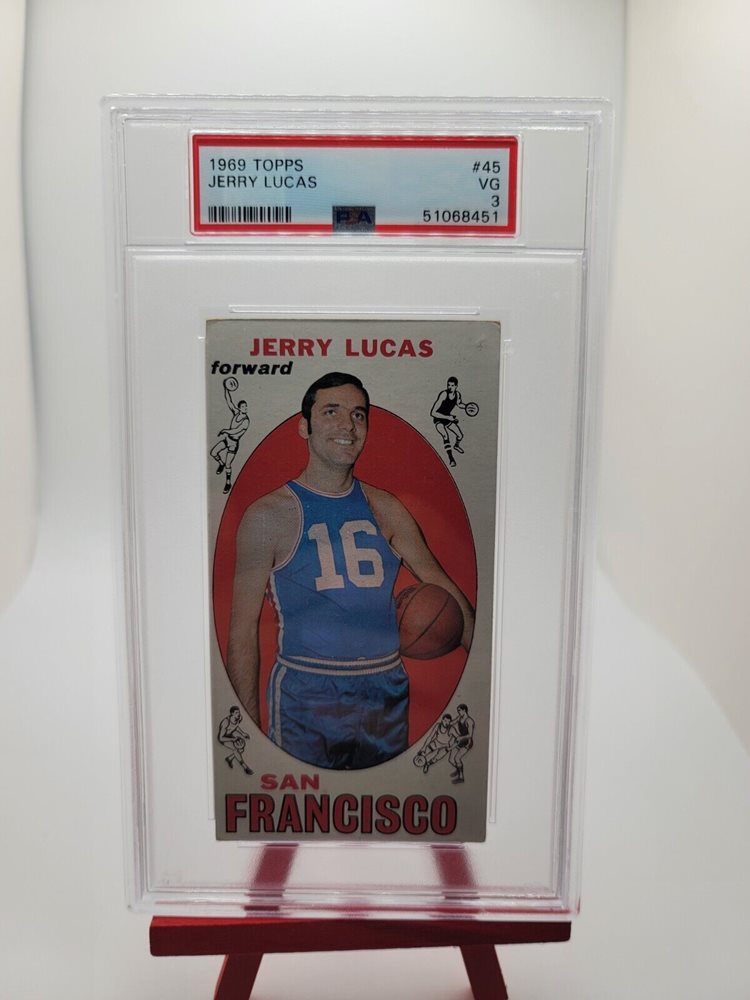 1969 TOPPS #45
JERRY LUCAS VG
3
PSA 51068451
JERRY LUCAS
forward
16
SAN
FRANCISCO